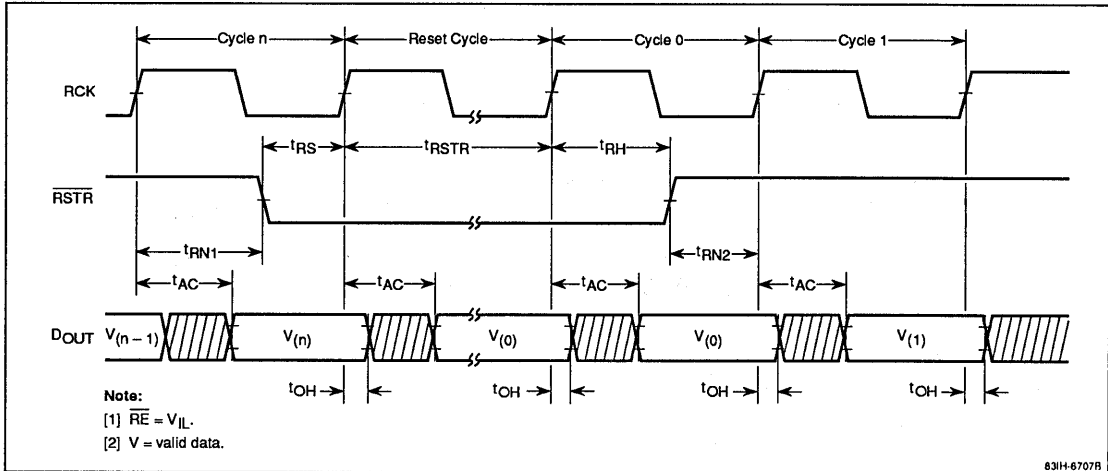 Cycle n Reset Cycle Cycle 0 Cycle 1
RCK
tRS tRSTR tRH
RSTR
tRN1 tRN2
tAC tAC tAC tAC
DOUT V(n – 1) V(n) V(0) V(0) V(1)
tOH tOH tOH tOH
Note:
[1] RE = VIL.
[2] V = valid data.
83IH-6707B